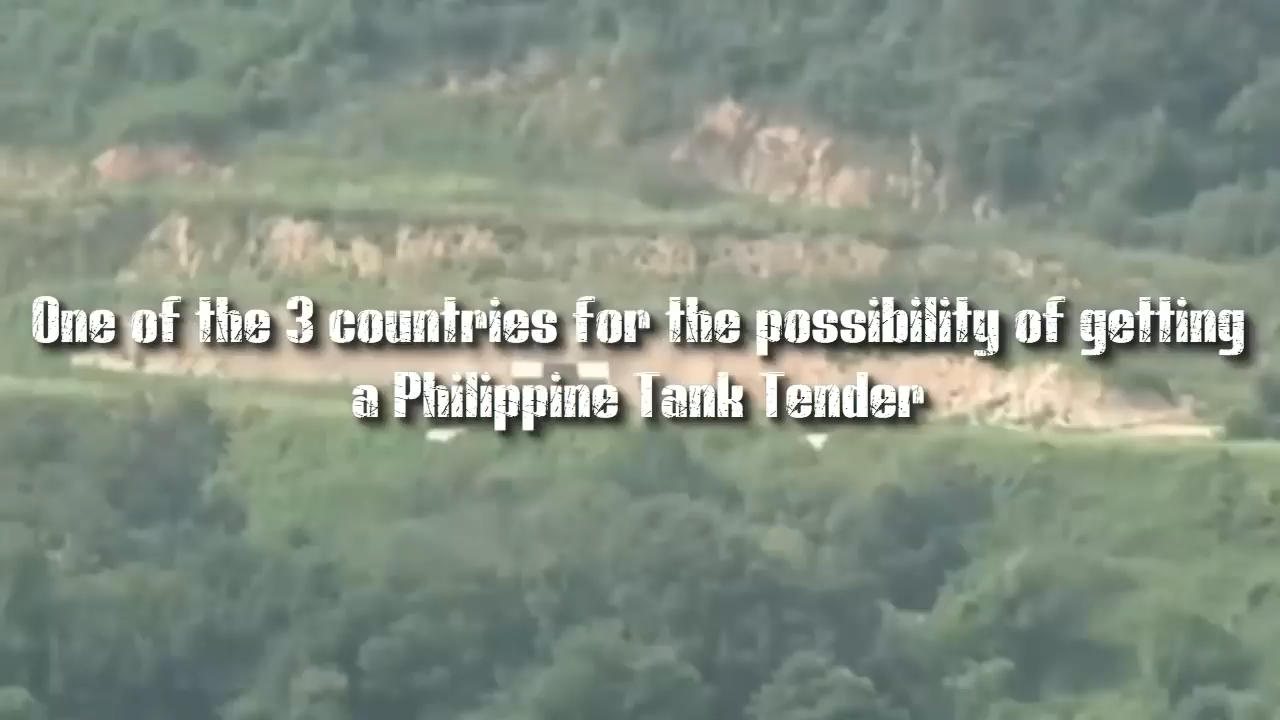 One of the 3 countries for the possibility of getting
a Philippine Tank Tender